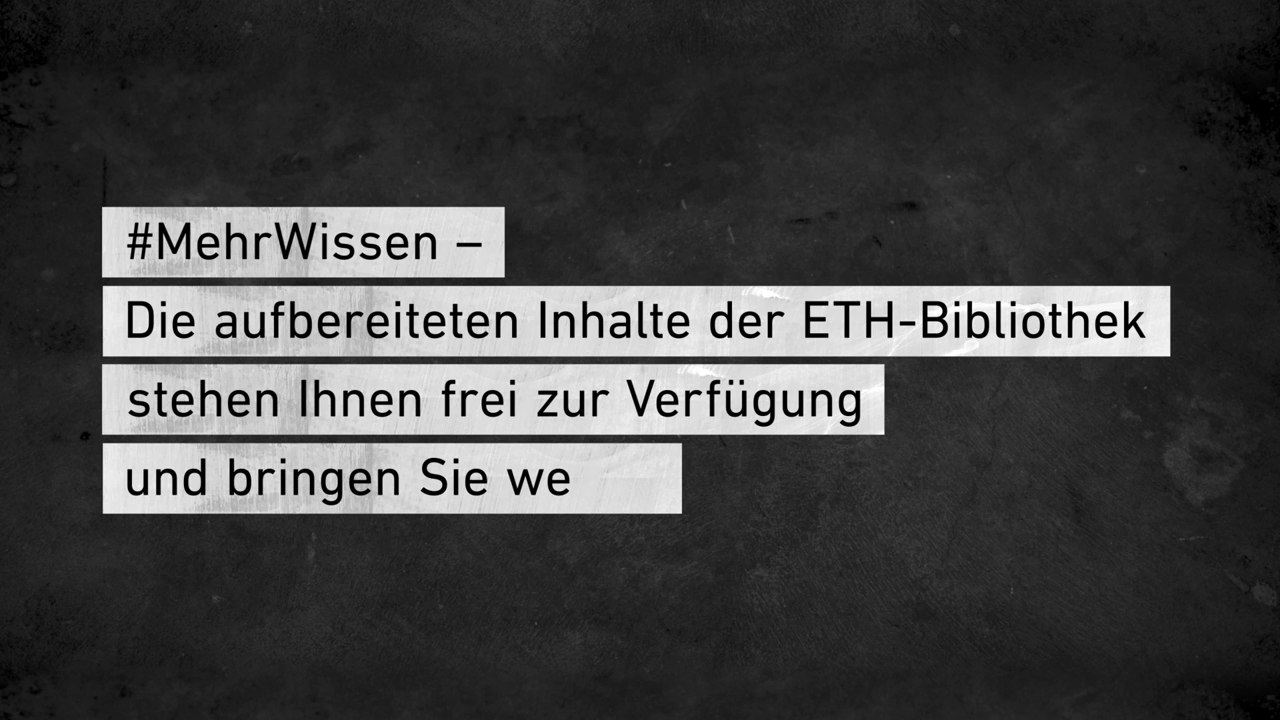 #MehrWissen –
Die aufbereiteten Inhalte der ETH-Bibliothek
stehen Ihnen frei zur Verfügung
und bringen Sie we